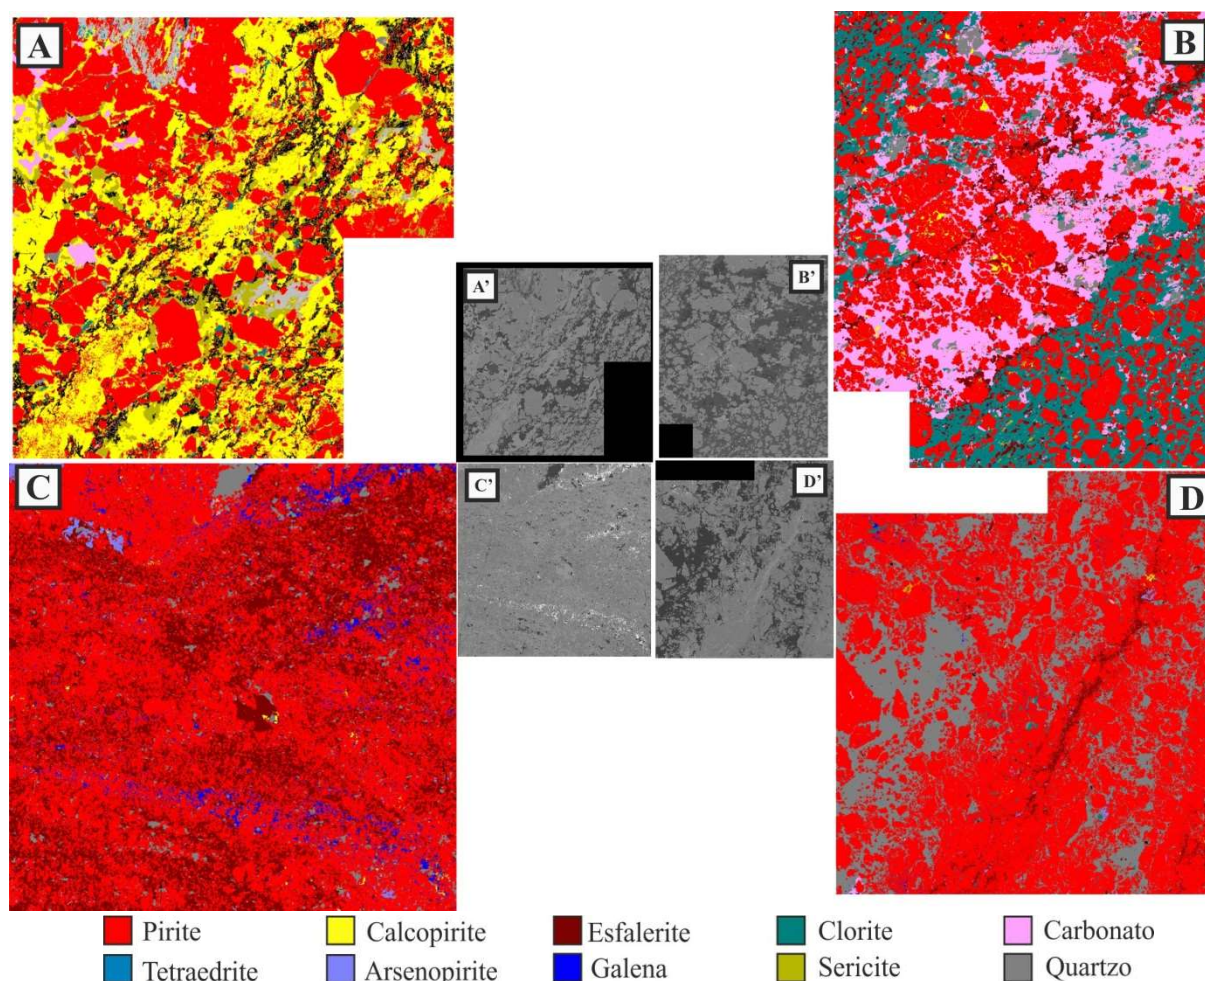 A
B
A’
B’
C
C’
D’
D
Pirite
Calcopirite
Esfalerite
Clorite
Carbonato
Tetraedrite
Arsenopirite
Galena
Sericite
Quartzo